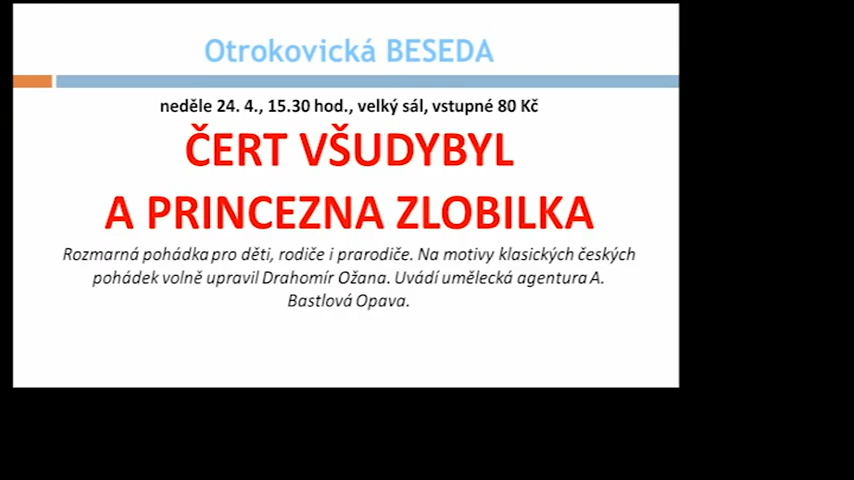 Otrokovická BESEDA
neděle 24. 4., 15.30 hod., velký sál, vstupné 80 Kč
ČERT VŠUDYBYL
A PRINCEZNA ZLOBILKA
Rozmarná pohádka pro děti, rodiče i prarodiče. Na motivy klasických českých
pohádek volně upravil Drahomír Ožana. Uvádí umělecká agentura A.
Bastlová Opava.